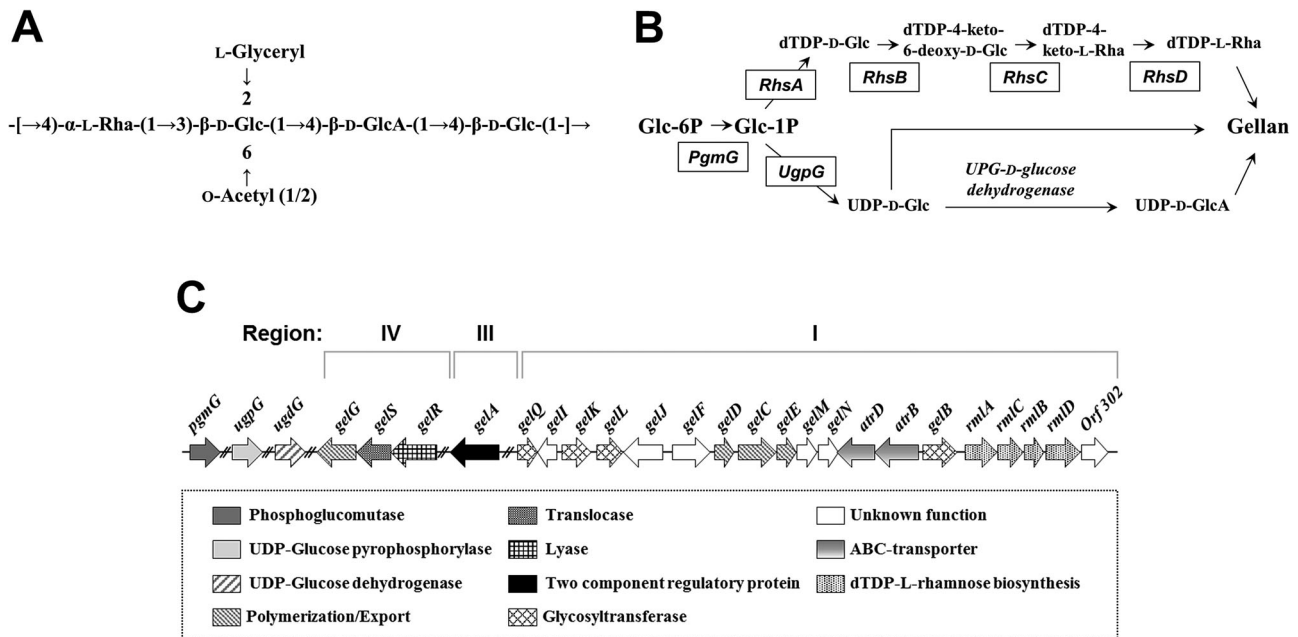 A
L-Glyceryl
↓
2
-[→4)-α-L-Rha-(1→3)-β-D-Glc-(1→4)-β-D-GlcA-(1→4)-β-D-Glc-(1-]→
6
↑
O-Acetyl (1/2)
B
dTDP-D-Glc
dTDP-4-keto-
6-deoxy-D-Glc
dTDP-4-
keto-L-Rha
dTDP-L-Rha
RhsA
RhsB
RhsC
RhsD
Glc-6P
Glc-1P
Gellan
PgmG
UgpG
UPG-D-glucose
dehydrogenase
UDP-D-Glc
UDP-D-GlcA
C
Region: IV III I
pgmG ugpG ugdG gelG gelS gelR gelA gelQ gelI gelK gelL gelJ gelF gelD gelC gelE gelM gelN atrD atrB gelB rmlA rmlC rmlB rmlD Orf 302
Phosphoglucomutase
UDP-Glucose pyrophosphorylase
UDP-Glucose dehydrogenase
Polymerization/Export
Translocase
Lyase
Two component regulatory protein
Glycosyltransferase
Unknown function
ABC-transporter
dTDP-L-rhamnose biosynthesis